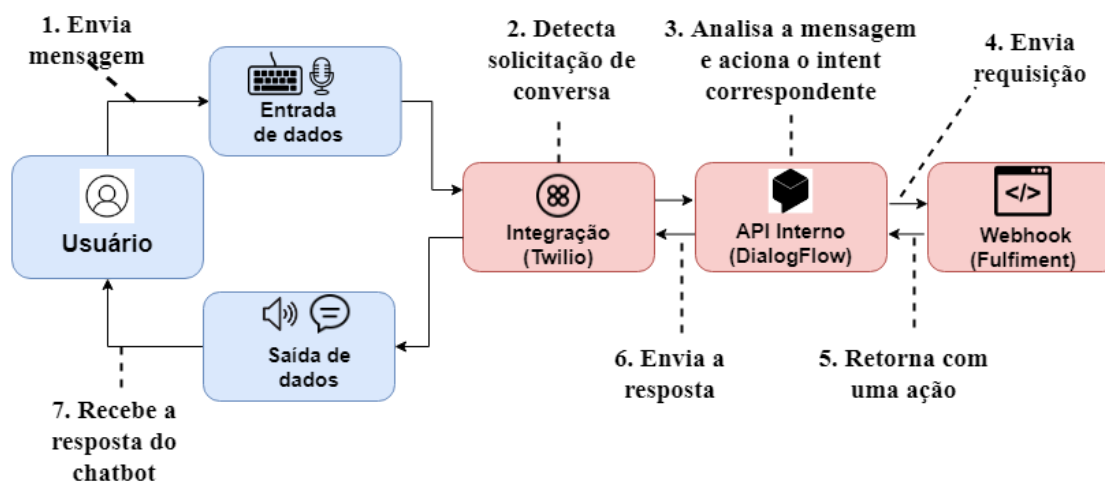 1. Envia
mensagem
2. Detecta
solicitação de
conversa
3. Analisa a mensagem
e aciona o intent
correspondente
4. Envia
requisição
Entrada
de dados
Usuário
Integração
(Twilio)
API Interno
(DialogFlow)
</>
Webhook
(Fulfiment)
Saída de
dados
6. Envia a
resposta
5. Retorna com
uma ação
7. Recebe a
resposta do
chatbot